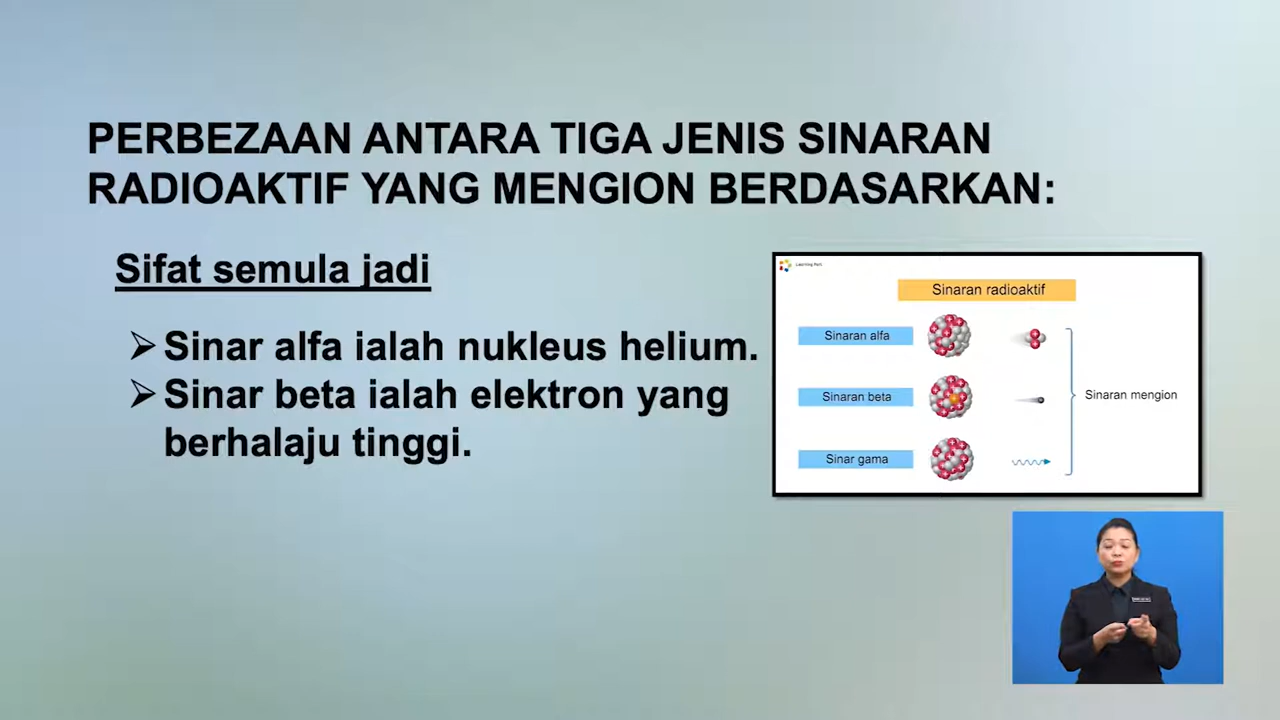 PERBEZAAN ANTARA TIGA JENIS SINARAN
RADIOAKTIF YANG MENGION BERDASARKAN:
Sifat semula jadi
Sinar alfa ialah nukleus helium.
Sinar beta ialah elektron yang
berhalaju tinggi.
Sinaran radioaktif
Sinaran alfa
Sinaran beta
Sinar gama
Sinaran mengion